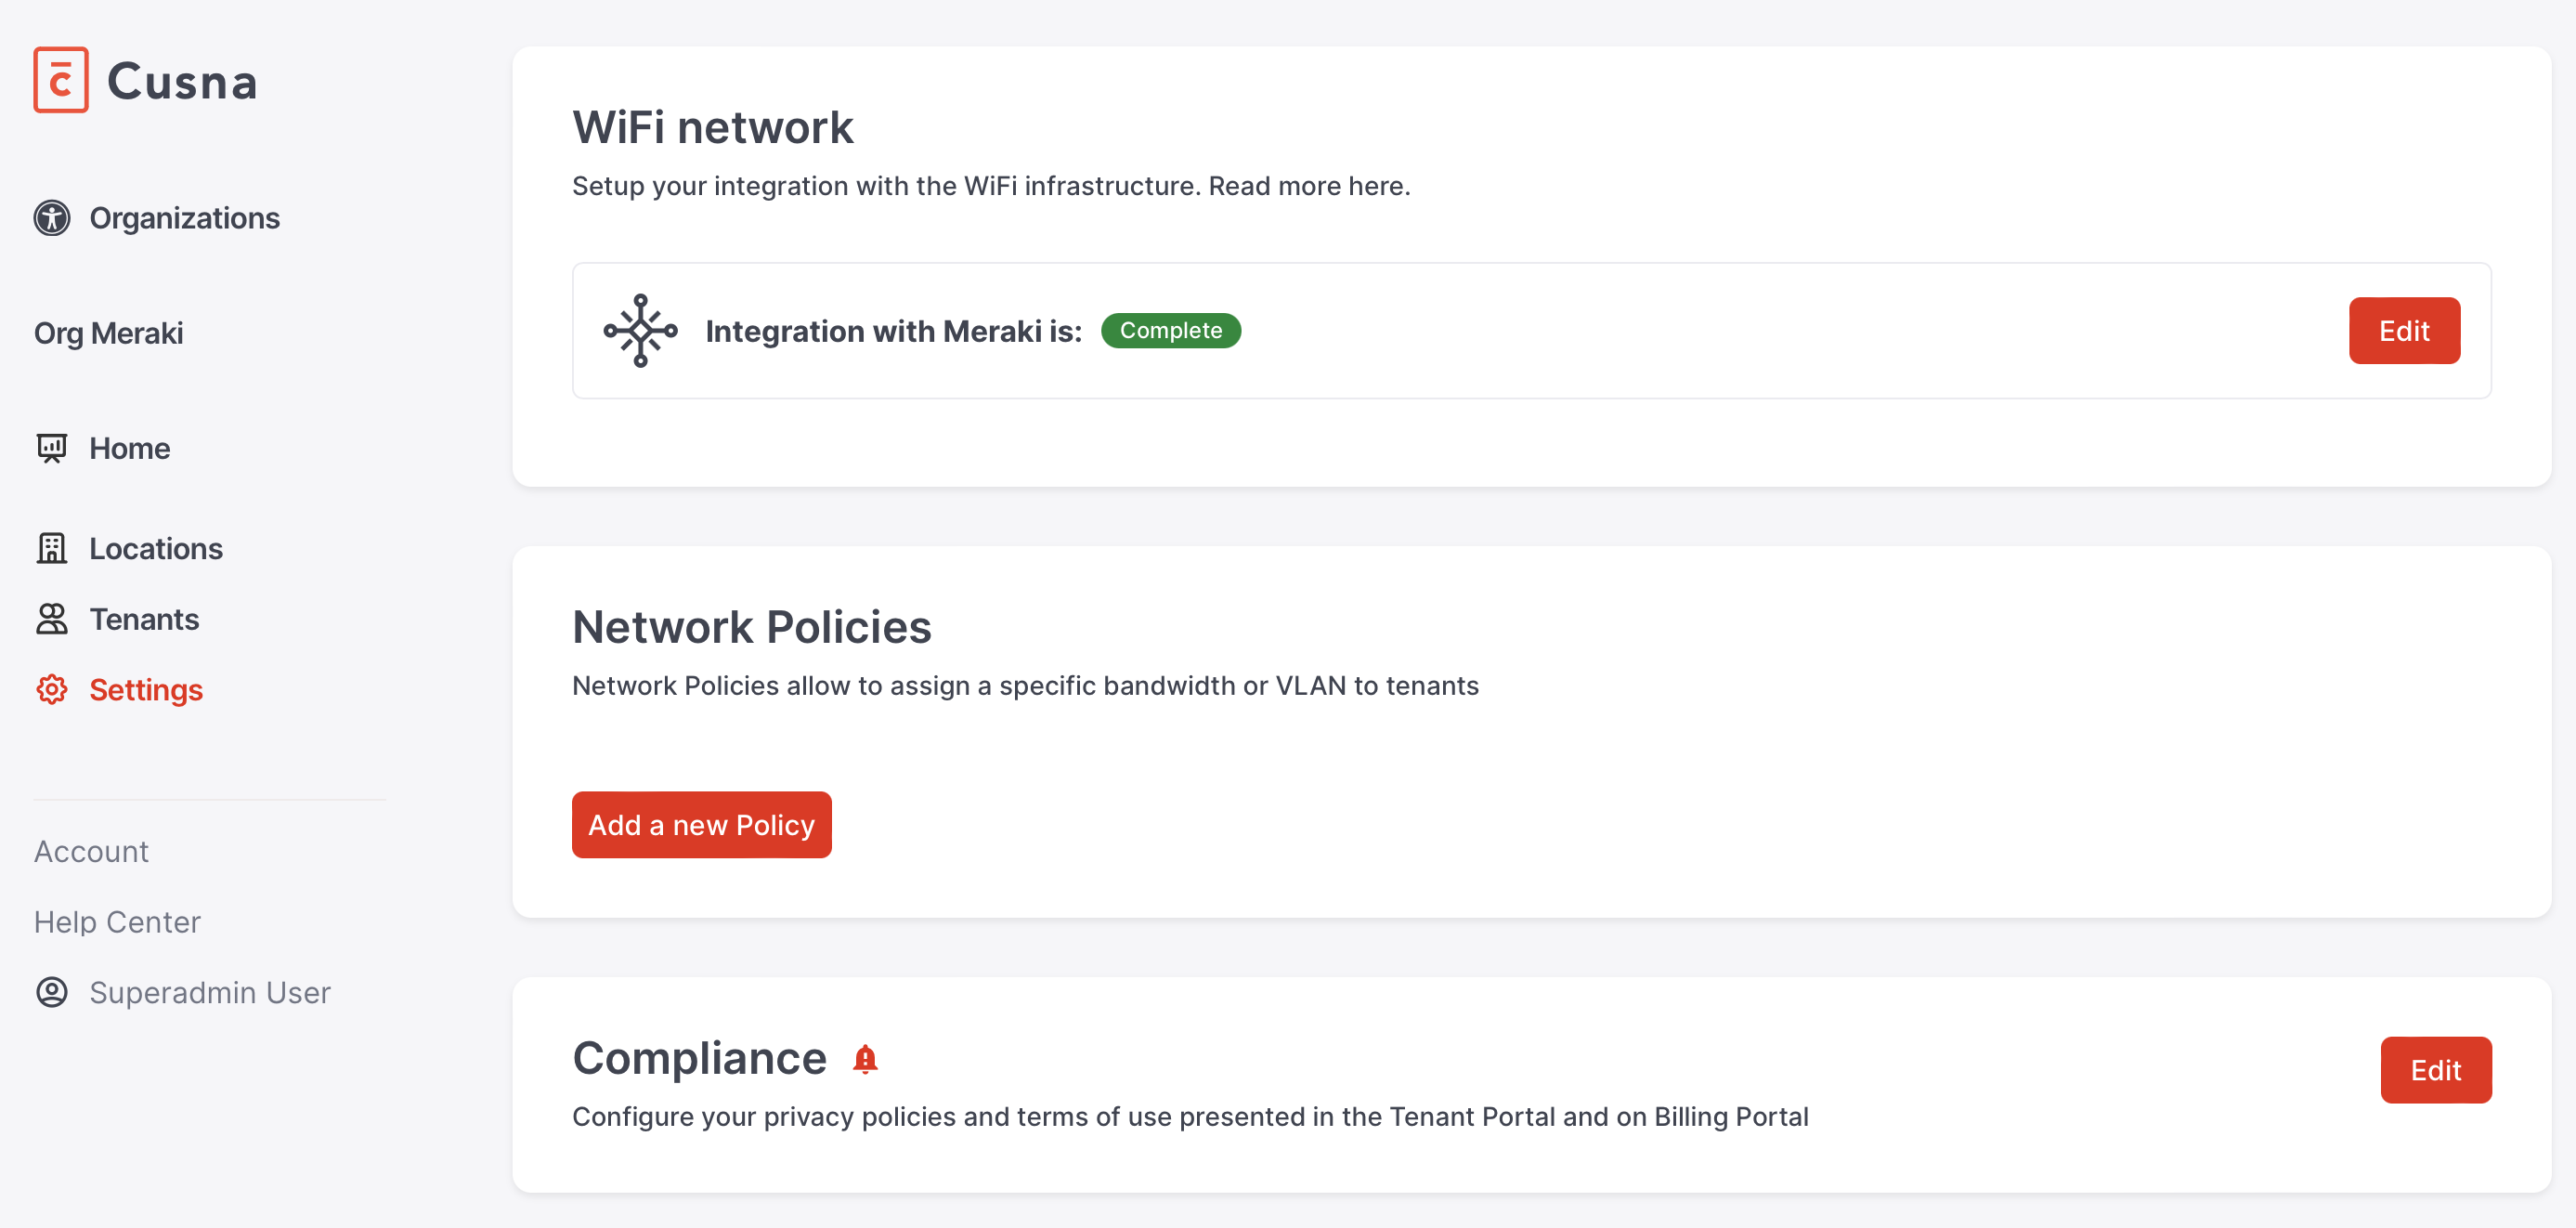 Cusna
Organizations
Org Meraki
Home
Locations
Tenants
Settings
Account
Help Center
Superadmin User
WiFi network
Setup your integration with the WiFi infrastructure. Read more here.
Integration with Meraki is: Complete
Edit
Network Policies
Network Policies allow to assign a specific bandwidth or VLAN to tenants
Add a new Policy
Compliance
Edit
Configure your privacy policies and terms of use presented in the Tenant Portal and on Billing Portal